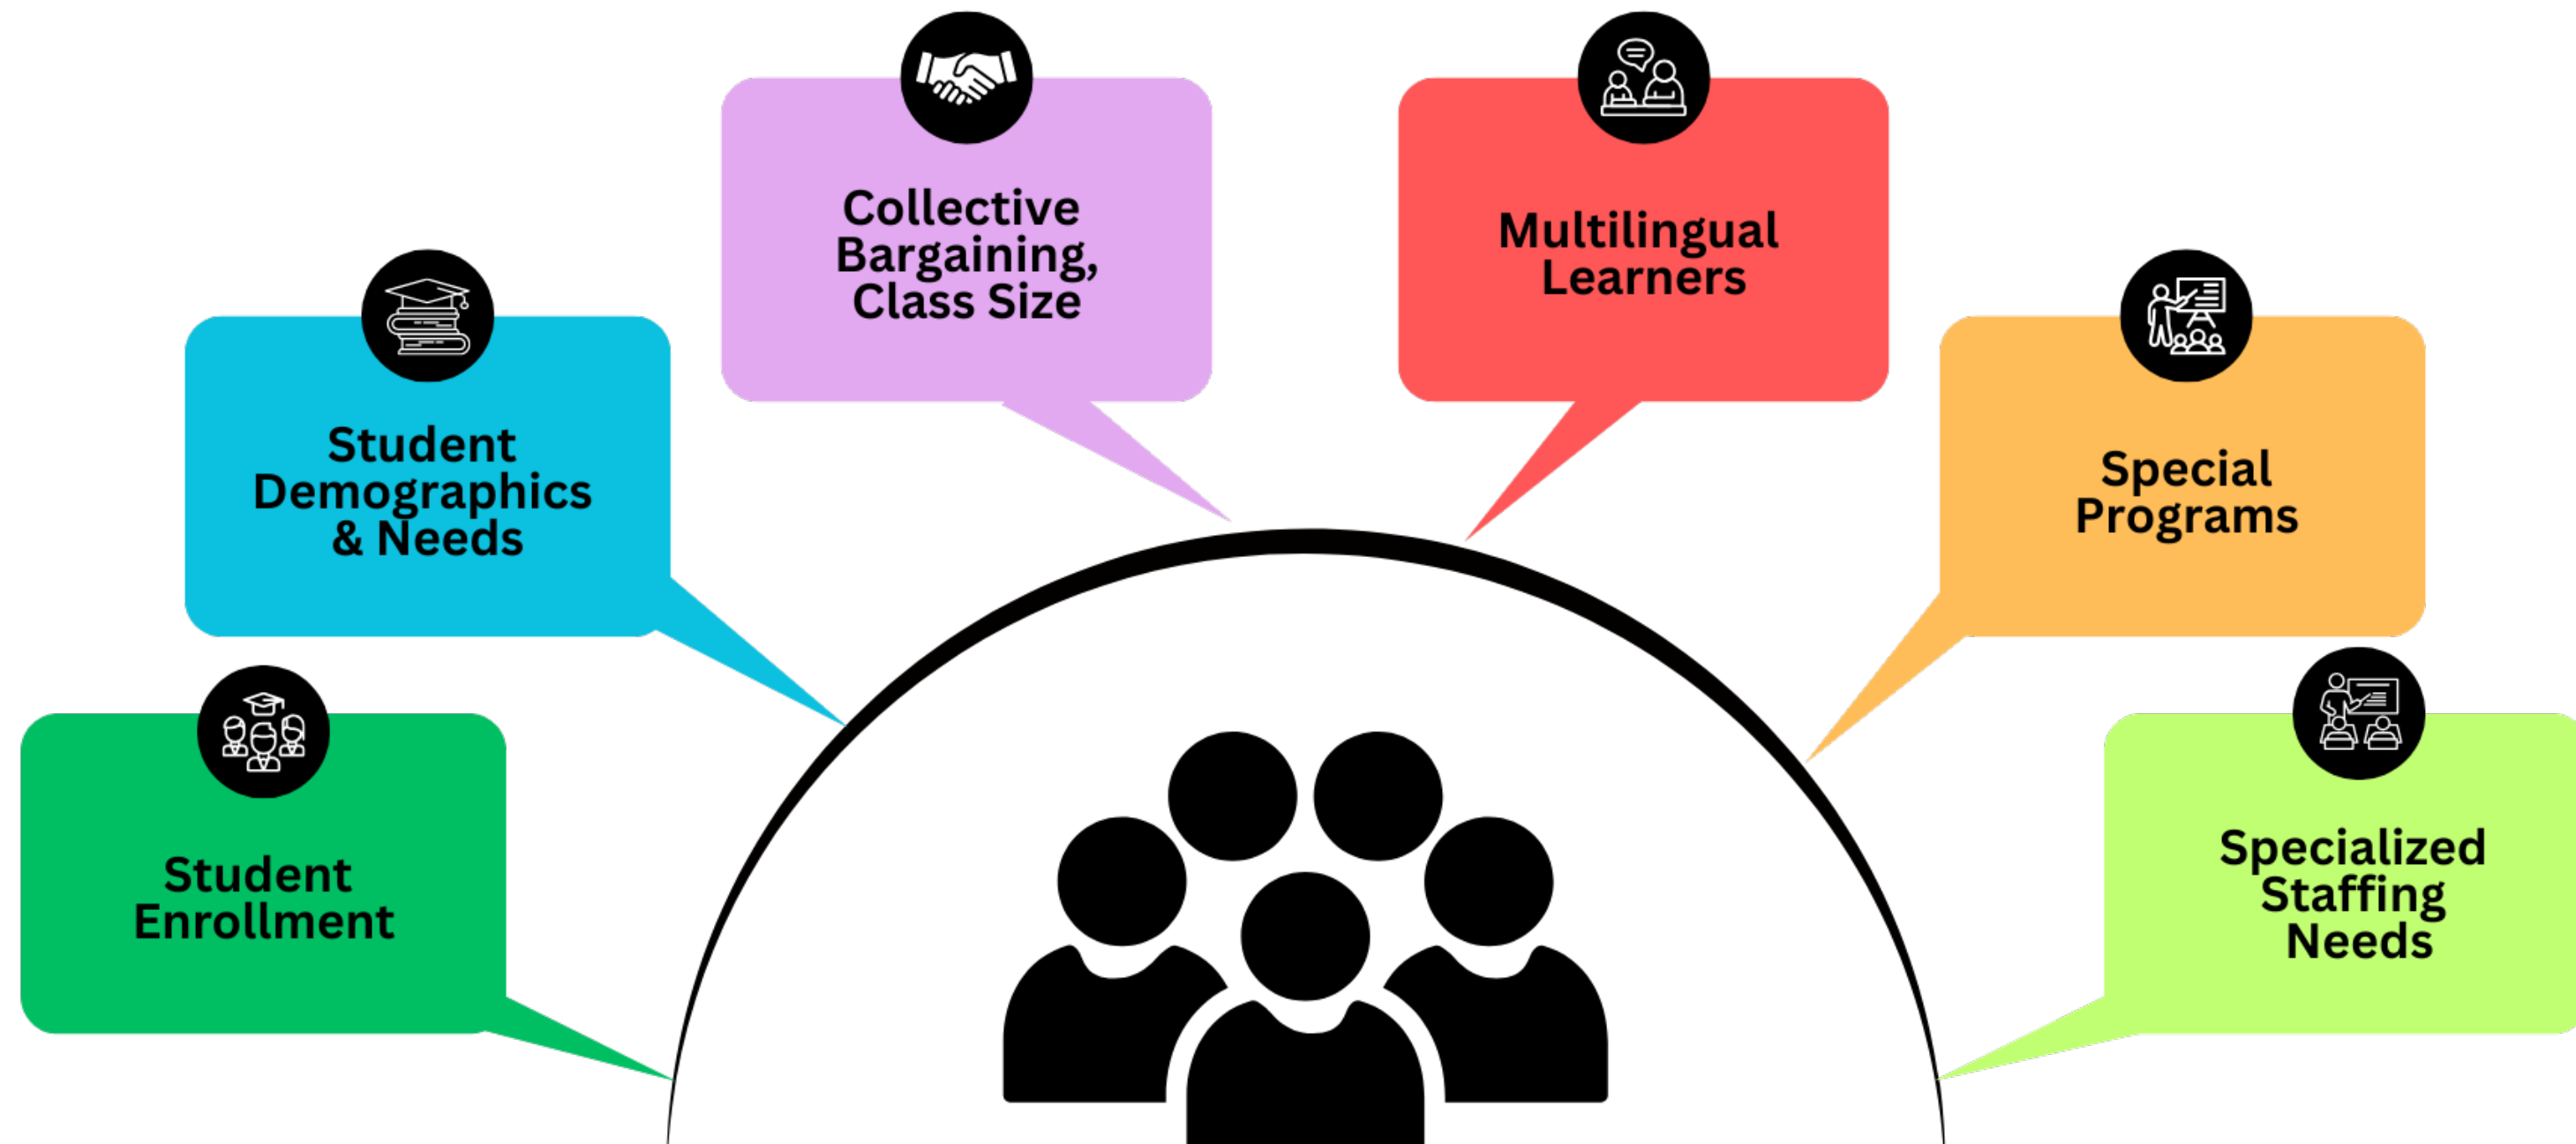 Collective
Bargaining,
Class Size
Multilingual
Learners
Student
Demographics
& Needs
Special
Programs
Student
Enrollment
Specialized
Staffing
Needs